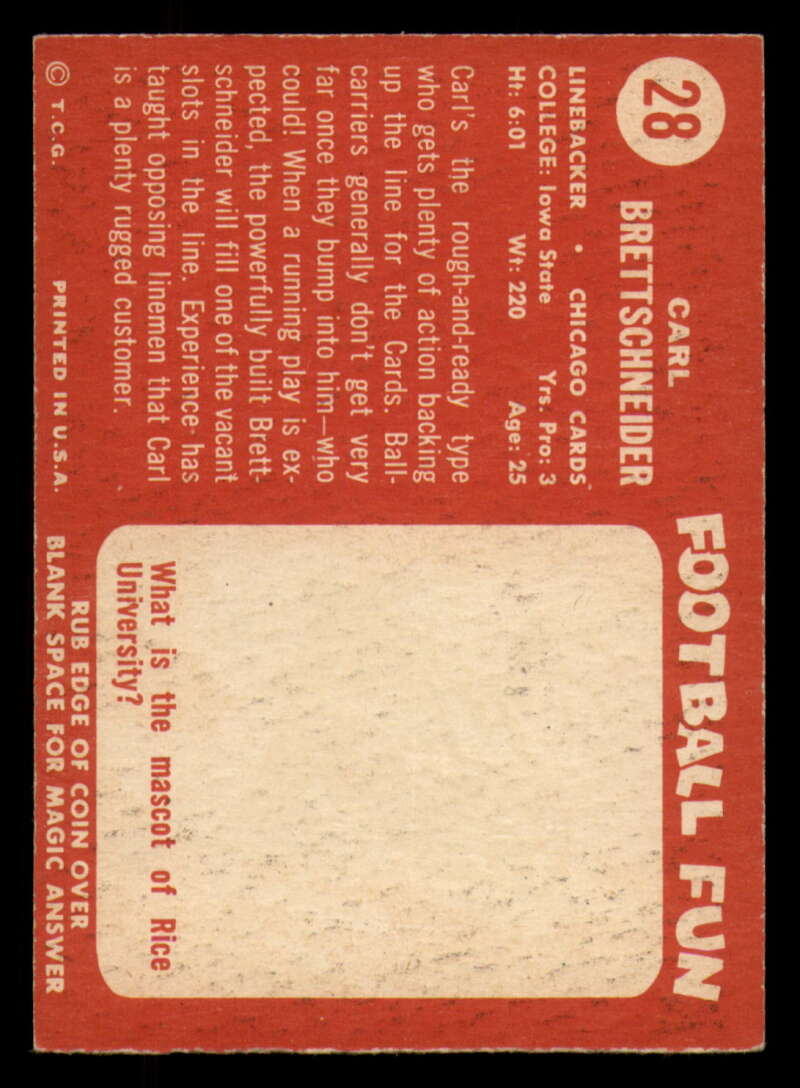 28
CARL
BRETTSCHNEIDER
LINEBACKER • CHICAGO CARDS
COLLEGE: Iowa State Yrs. Pro: 3
Ht: 6:01 Wt: 220 Age: 25
Carl's the rough-and-ready type
who gets plenty of action backing
up the line for the Cards. Ball-
carriers generally don't get very
far once they bump into him—who
could! When a running play is ex-
pected, the powerfully built Brett-
schneider will fill one of the vacant
slots in the line. Experience has
taught opposing linemen that Carl
is a plenty rugged customer.
© T.C.G. PRINTED IN U.S.A.
FOOTBALL FUN
What is the mascot of Rice
University?
RUB EDGE OF COIN OVER
BLANK SPACE FOR MAGIC ANSWER